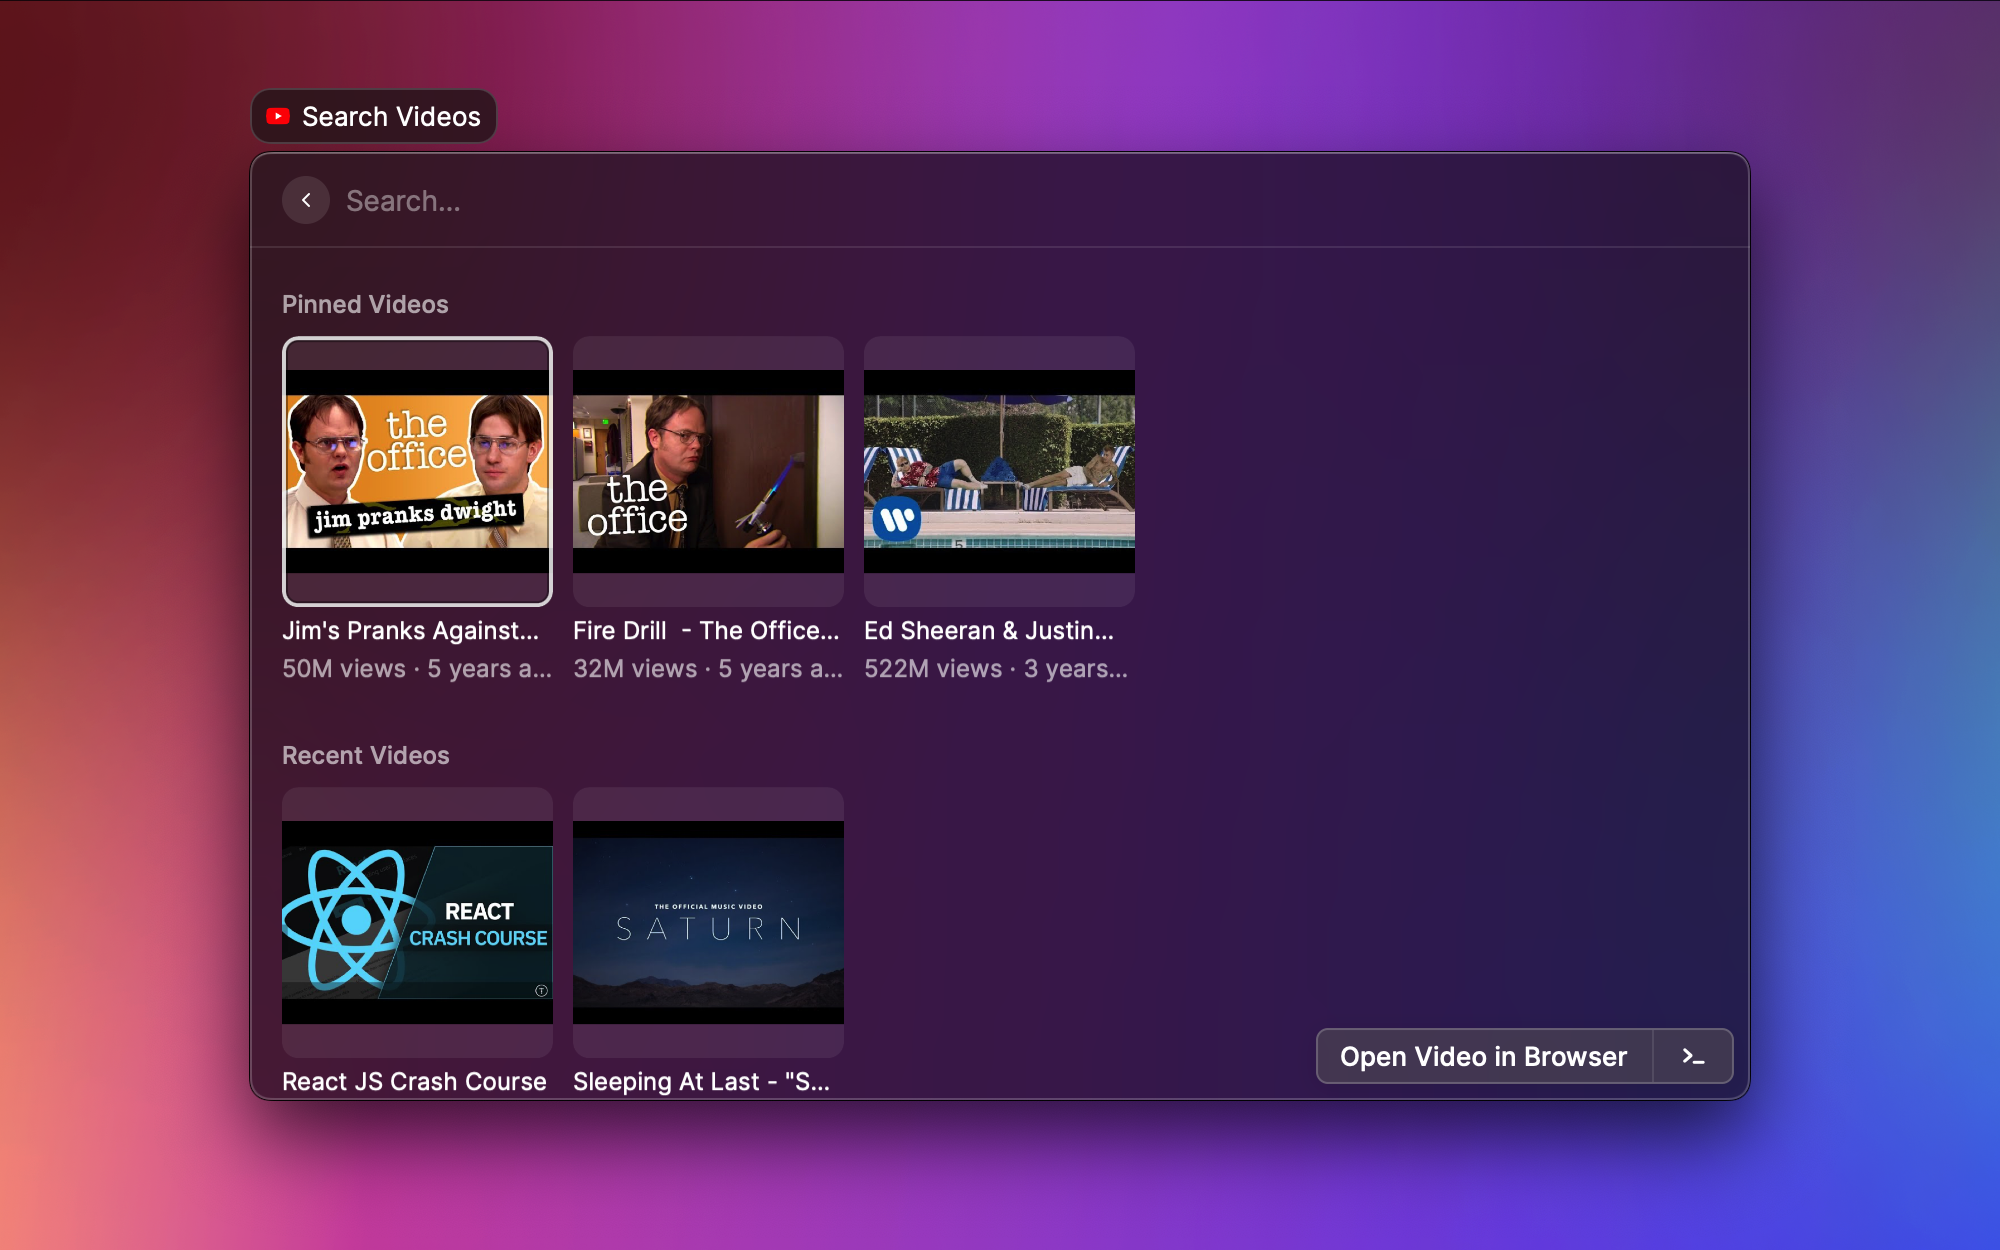 Search Videos
Search...
Pinned Videos
the
office
jim pranks dwight
the
office
5
Jim's Pranks Against...
Fire Drill - The Office...
Ed Sheeran & Justin...
50M views · 5 years a...
32M views · 5 years a...
522M views · 3 years...
Recent Videos
REACT
CRASH COURSE
THE OFFICIAL MUSIC VIDEO
SATURN
React JS Crash Course
Sleeping At Last - "S...
Open Video in Browser